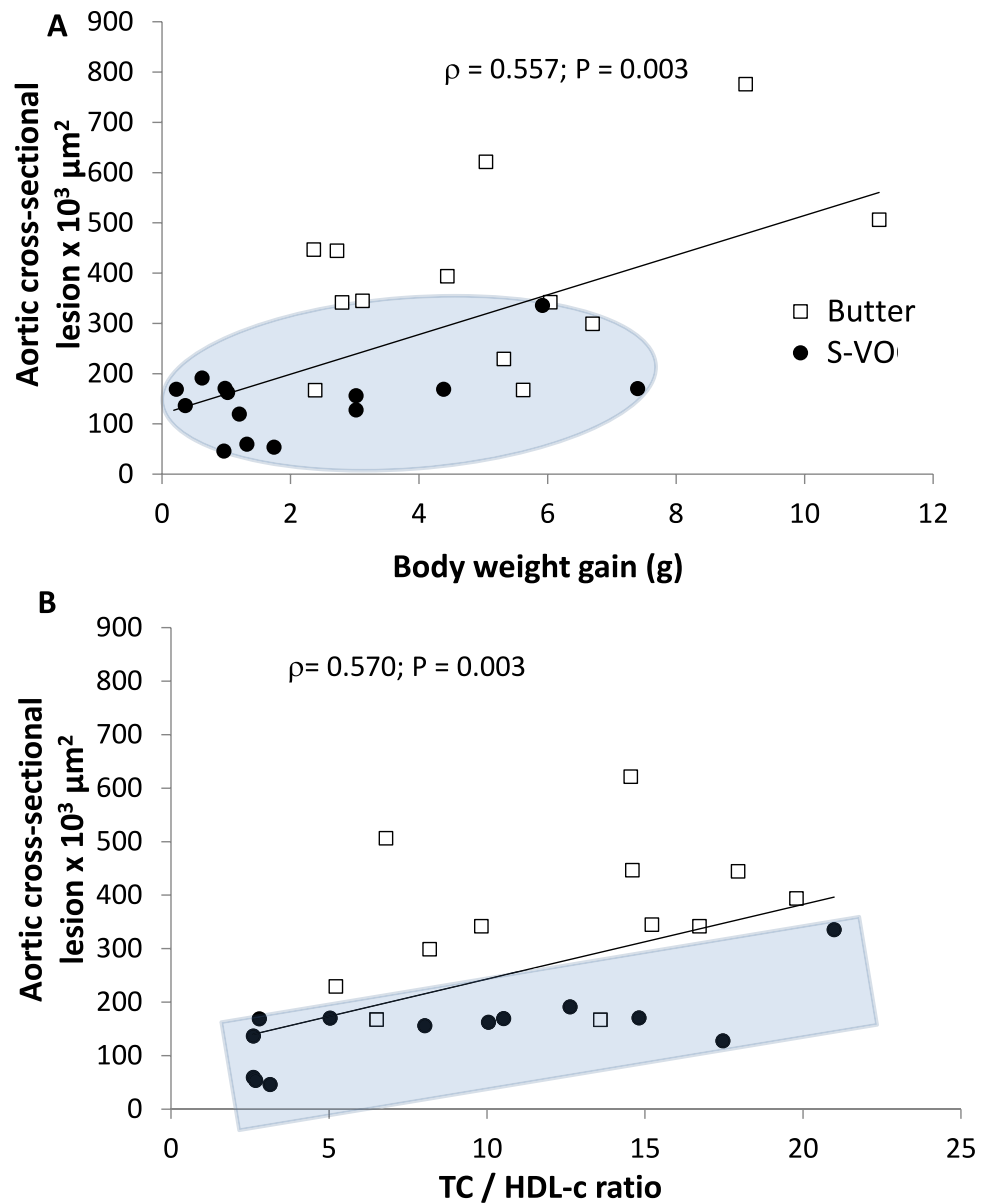 A
900
800
700
600
500
400
300
200
100
0
Aortic cross-sectional
lesion x 10³ µm²
ρ = 0.557; P = 0.003
Butter
S-VO
0 2 4 6 8 10 12
Body weight gain (g)
B
900
800
700
600
500
400
300
200
100
0
Aortic cross-sectional
lesion x 10³ µm²
ρ= 0.570; P = 0.003
0 5 10 15 20 25
TC / HDL-c ratio